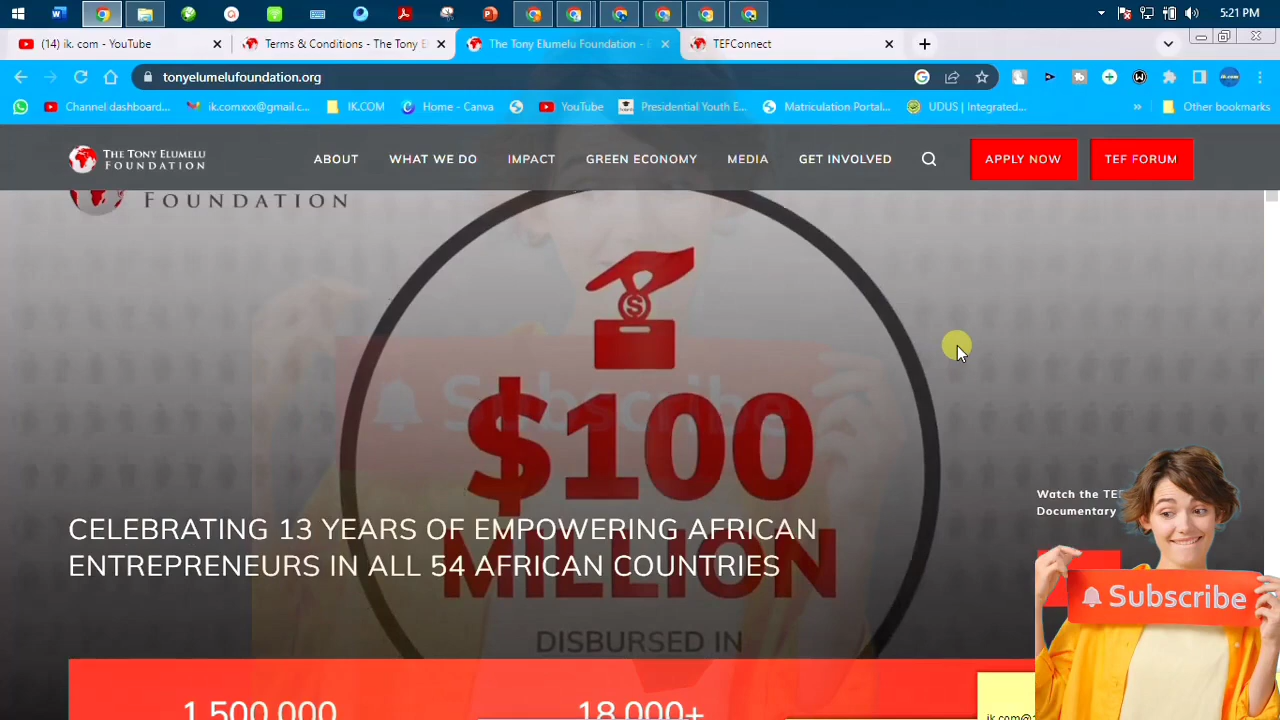 5:21 PM
(14) ik. com - YouTube
Terms & Conditions - The Tony E
The Tony Elumelu Foundation - E
TEFConnect
tonyelumelufoundation.org
Channel dashboard...
ik.comxxx@gmail.c...
IK.COM
Home - Canva
YouTube
Presidential Youth E...
Matriculation Portal...
UDUS | Integrated...
Other bookmarks
THE TONY ELUMELU
FOUNDATION
ABOUT
WHAT WE DO
IMPACT
GREEN ECONOMY
MEDIA
GET INVOLVED
APPLY NOW
TEF FORUM
FOUNDATION
$100
MILLION
DISBURSED IN
Subscribe
Watch the TE
Documentary
CELEBRATING 13 YEARS OF EMPOWERING AFRICAN
ENTREPRENEURS IN ALL 54 AFRICAN COUNTRIES
Subscribe
1,500,000
18,000+